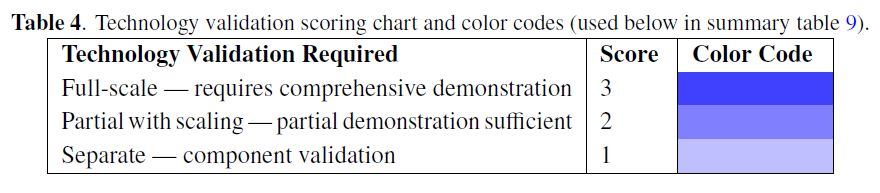 Table 4. Technology validation scoring chart and color codes (used below in summary table 9).
Technology Validation Required Score Color Code
Full-scale — requires comprehensive demonstration 3
Partial with scaling — partial demonstration sufficient 2
Separate — component validation 1